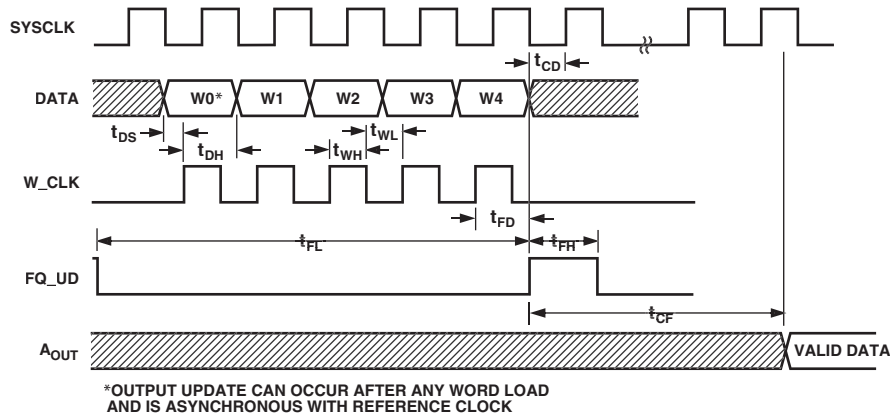 SYSCLK
tCD
DATA
W0*
W1
W2
W3
W4
tDS
tDH
tWH
tWL
W_CLK
tFD
tFL
tFH
FQ_UD
tCF
AOUT
VALID DATA
*OUTPUT UPDATE CAN OCCUR AFTER ANY WORD LOAD
AND IS ASYNCHRONOUS WITH REFERENCE CLOCK